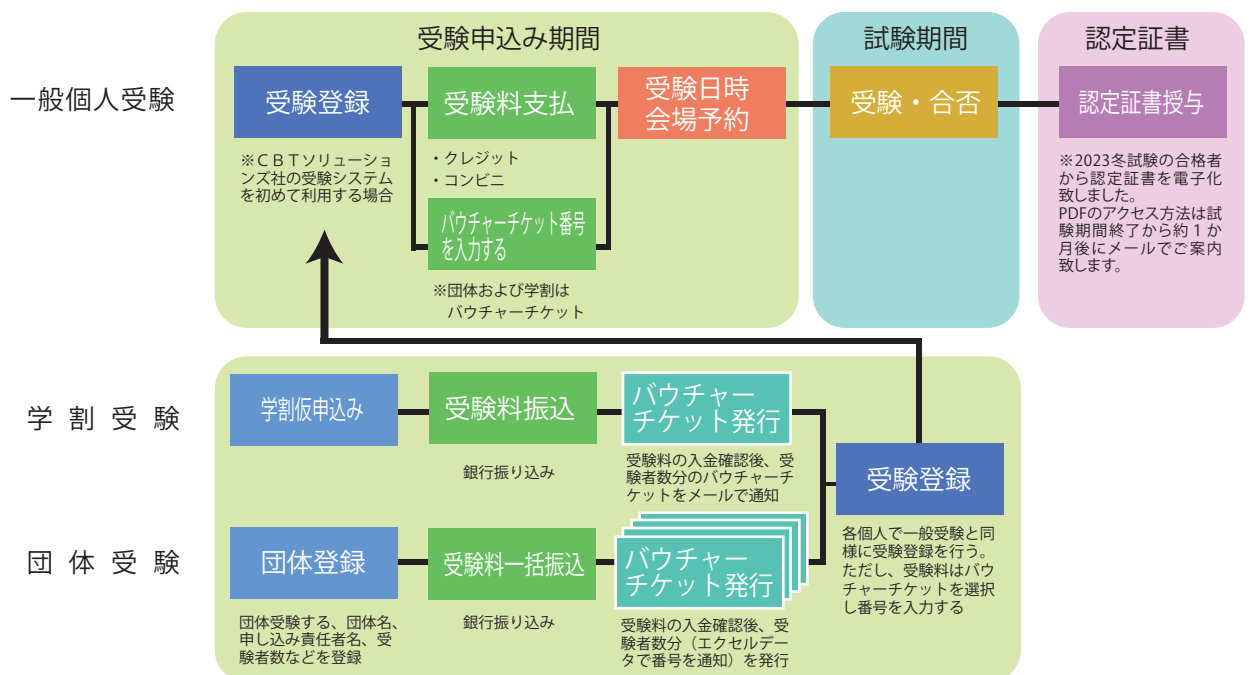 受験申込み期間
試験期間
認定証書
一般個人受験
受験登録
受験料支払
受験日時
会場予約
受験・合否
認定証書授与
※ＣＢＴソリューショ
ンズ社の受験システム
を初めて利用する場合
・クレジット
・コンビニ
バウチャーチケット番号
を入力する
※団体および学割は
バウチャーチケット
※2023冬試験の合格者
から認定証書を電子化
致しました。
PDFのアクセス方法は試
験期間終了から約１か
月後にメールでご案内
致します。
学割受験
学割仮申込み
受験料振込
バウチャー
チケット発行
銀行振り込み
受験料の入金確認後、受
験者数分のバウチャーチ
ケットをメールで通知
受験登録
各個人で一般受験と同
様に受験登録を行う。
ただし、受験料はバウ
チャーチケットを選択
し番号を入力する
団体受験
団体登録
受験料一括振込
バウチャー
チケット発行
団体受験する、団体名、
申し込み責任者名、受
験者数などを登録
銀行振り込み
受験料の入金確認後、受
験者数分（エクセルデー
タで番号を通知）を発行